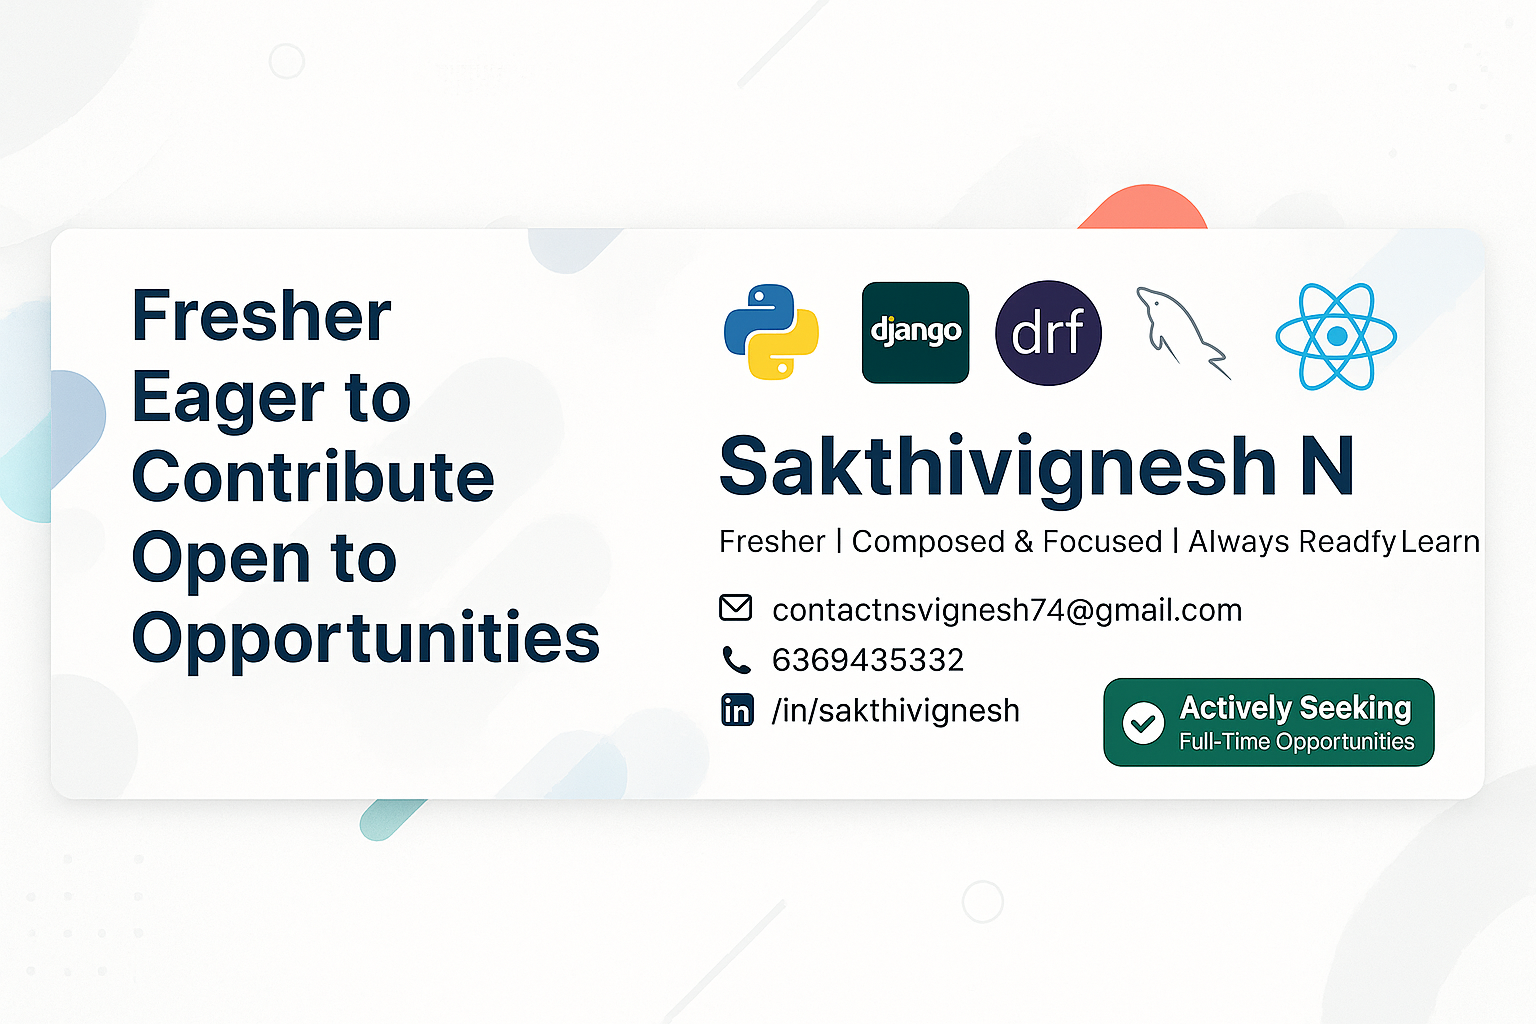 Fresher
Eager to
Contribute
Open to
Opportunities
django
drf
Sakthivignesh N
Fresher | Composed & Focused | Always Readfy Learn
contactnsvignesh74@gmail.com
6369435332
in /in/sakthivignesh
Actively Seeking
Full-Time Opportunities